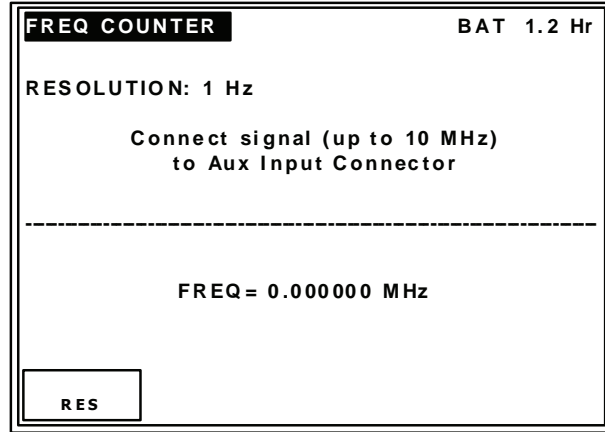 FREQ COUNTER BAT 1.2 Hr
RESOLUTION: 1 Hz
Connect signal (up to 10 MHz)
to Aux Input Connector
FREQ= 0.000000 MHz
RES